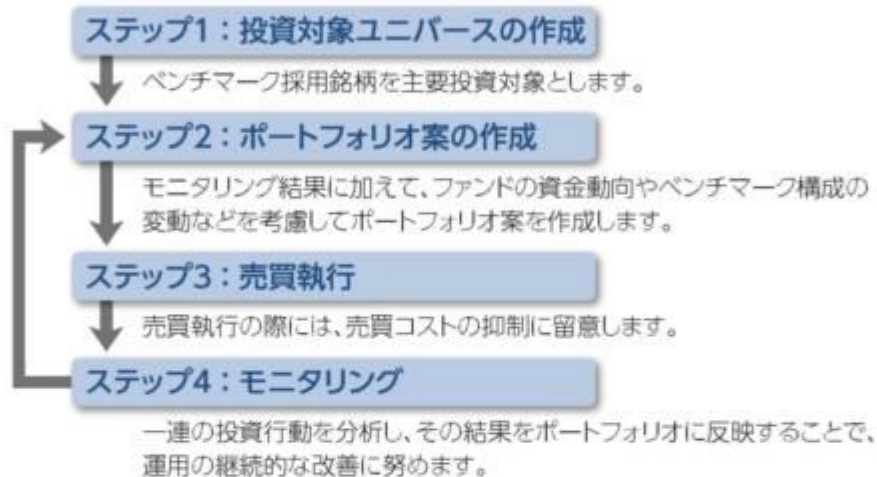 ステップ1：投資対象ユニバースの作成
ベンチマーク採用銘柄を主要投資対象とします。
ステップ2：ポートフォリオ案の作成
モニタリング結果に加えて、ファンドの資金動向やベンチマーク構成の
変動などを考慮してポートフォリオ案を作成します。
ステップ3：売買執行
売買執行の際には、売買コストの抑制に留意します。
ステップ4：モニタリング
一連の投資行動を分析し、その結果をポートフォリオに反映することで、
運用の継続的な改善に努めます。